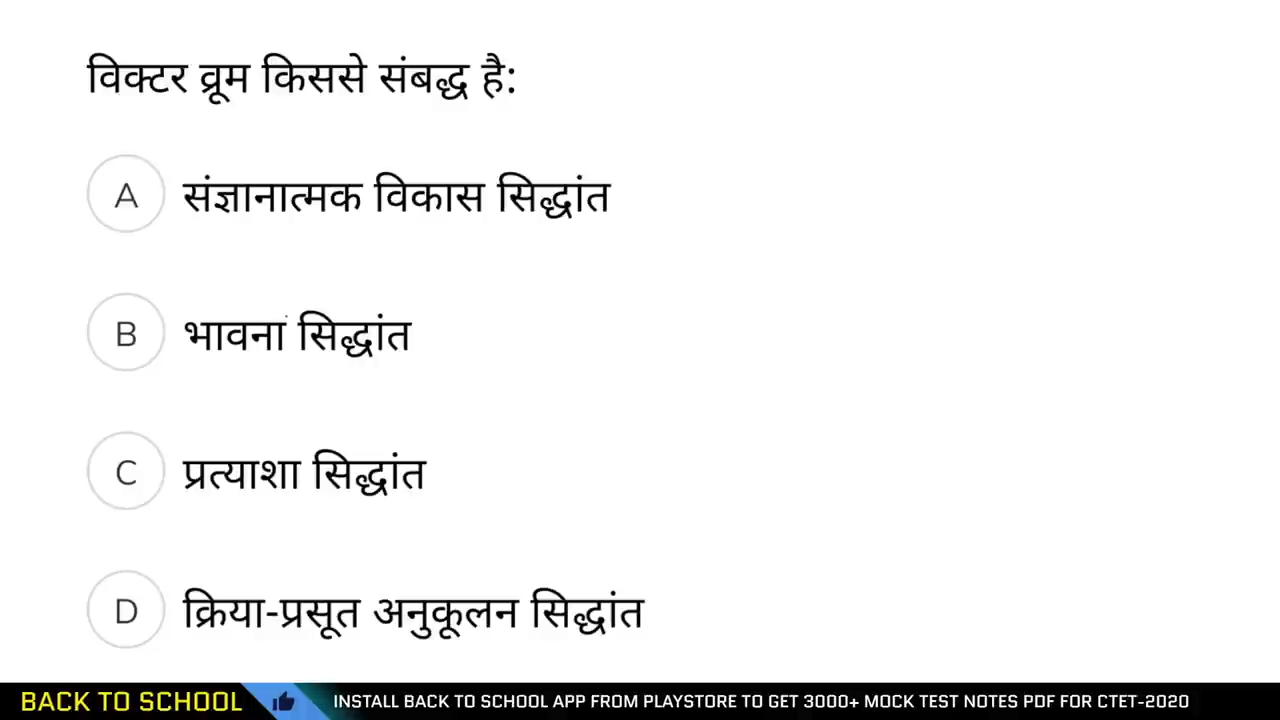 विक्टर व्रूम किससे संबद्ध है:
A संज्ञानात्मक विकास सिद्धांत
B भावना सिद्धांत
C प्रत्याशा सिद्धांत
D क्रिया-प्रसूत अनुकूलन सिद्धांत
BACK TO SCHOOL INSTALL BACK TO SCHOOL APP FROM PLAYSTORE TO GET 3000+ MOCK TEST NOTES PDF FOR CTET-2020